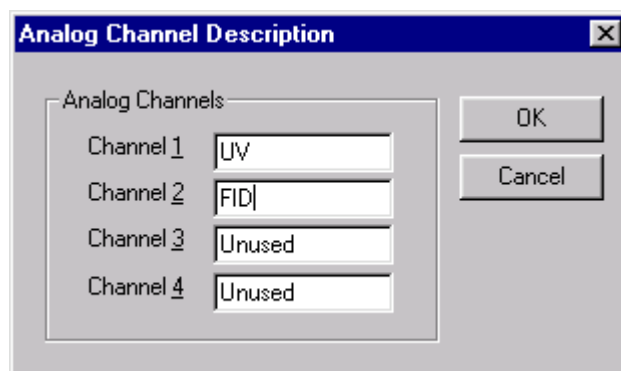 Analog Channel Description
Analog Channels
Channel 1 UV
Channel 2 FID
Channel 3 Unused
Channel 4 Unused
OK
Cancel